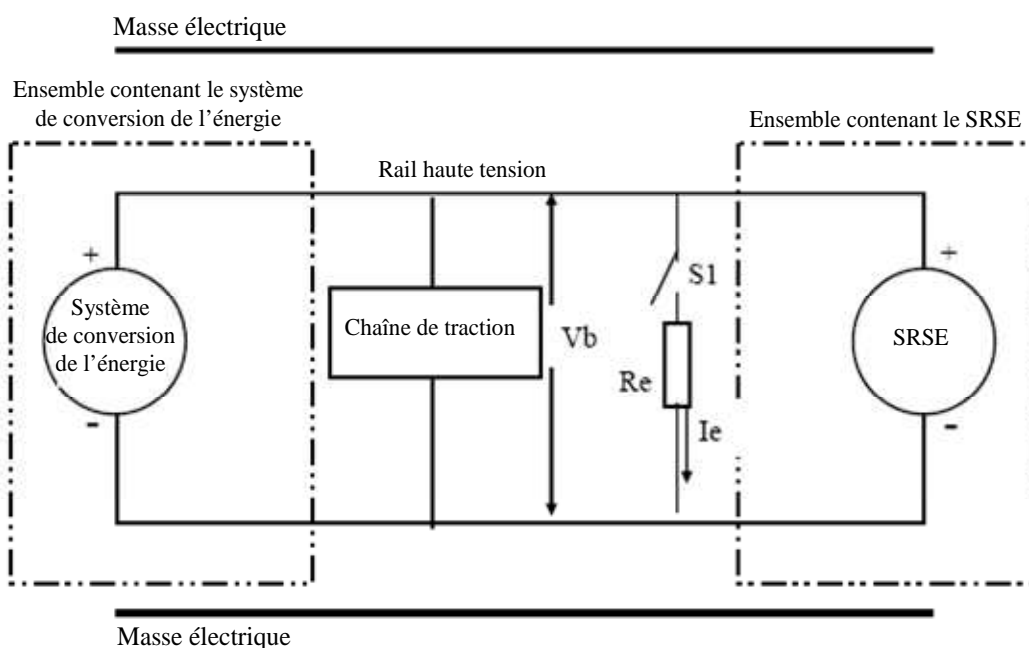 Masse électrique
Ensemble contenant le système
de conversion de l’énergie
Ensemble contenant le SRSE
Rail haute tension
+
+
S1
Système
de conversion
de l’énergie
Chaîne de traction
Vb
SRSE
Re
Ie
-
-
Masse électrique